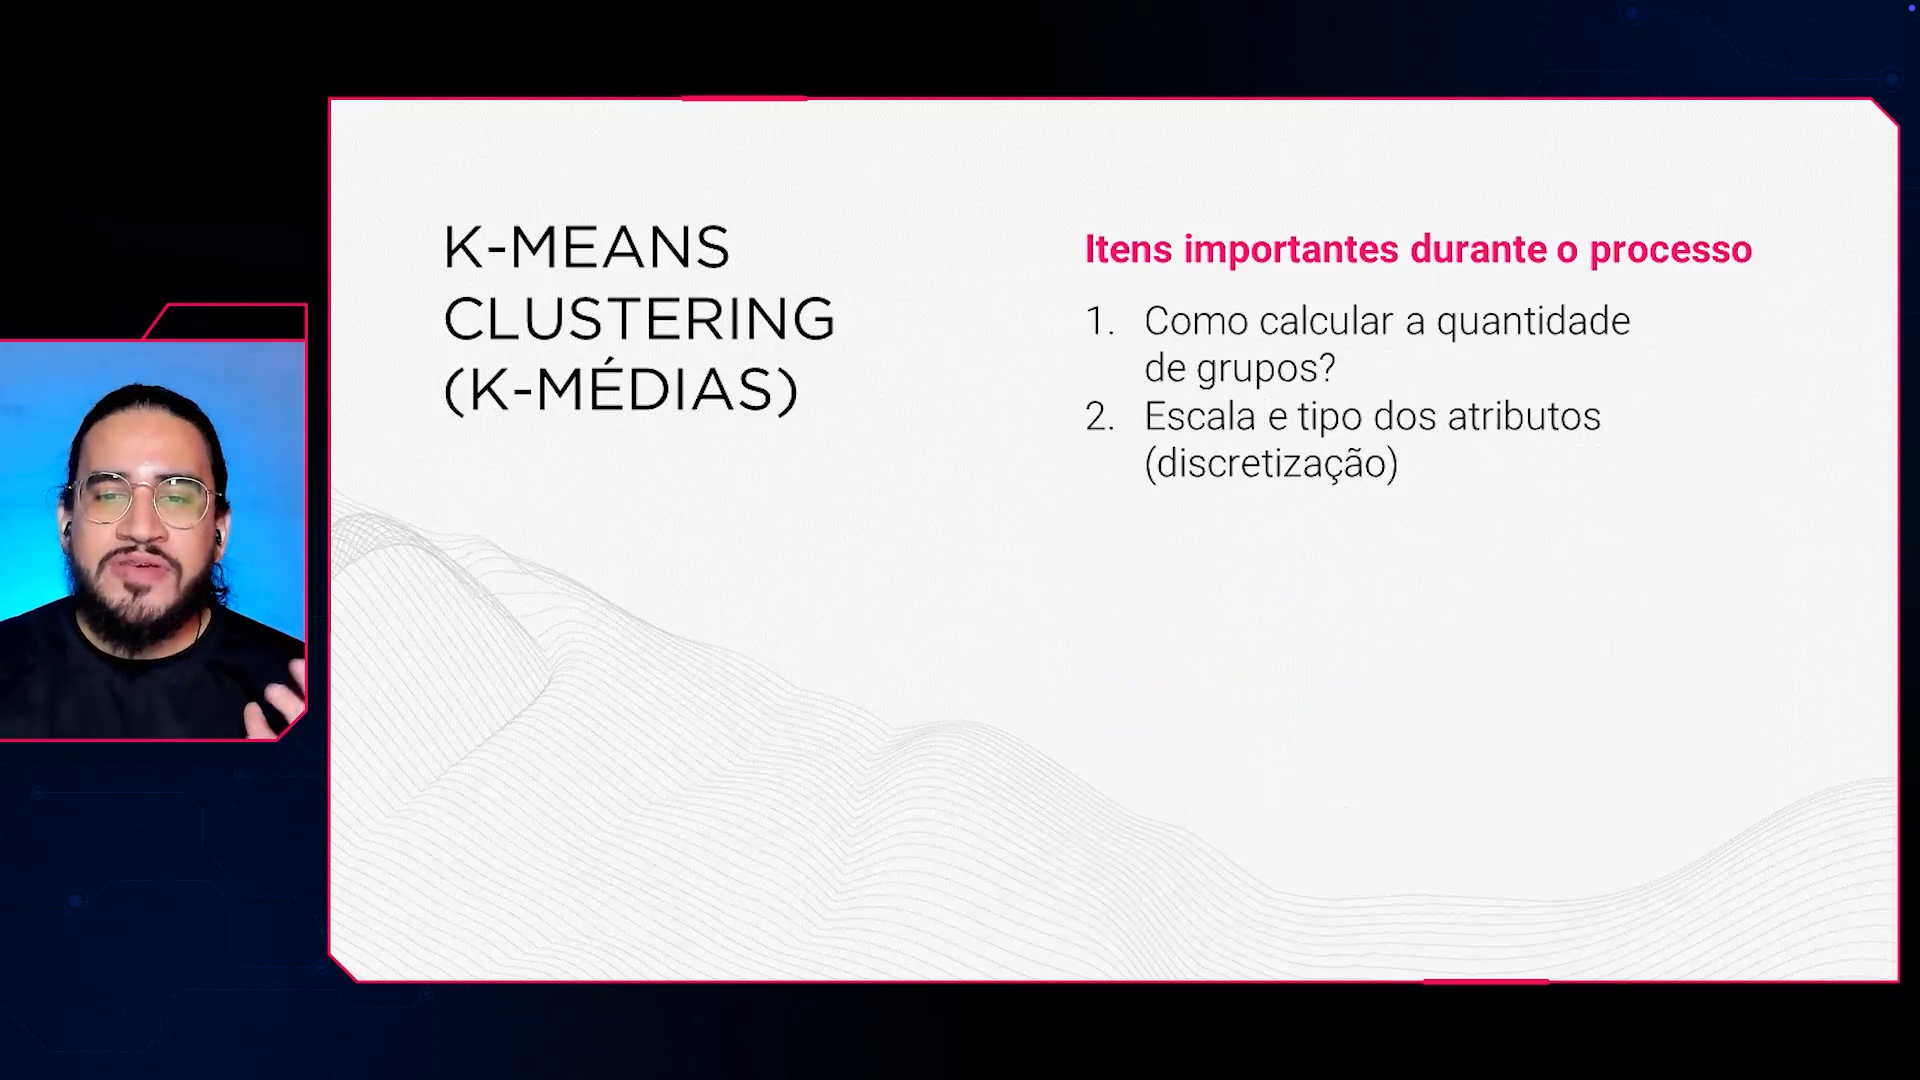 K-MEANS
CLUSTERING
(K-MÉDIAS)
Itens importantes durante o processo
1. Como calcular a quantidade
de grupos?
2. Escala e tipo dos atributos
(discretização)